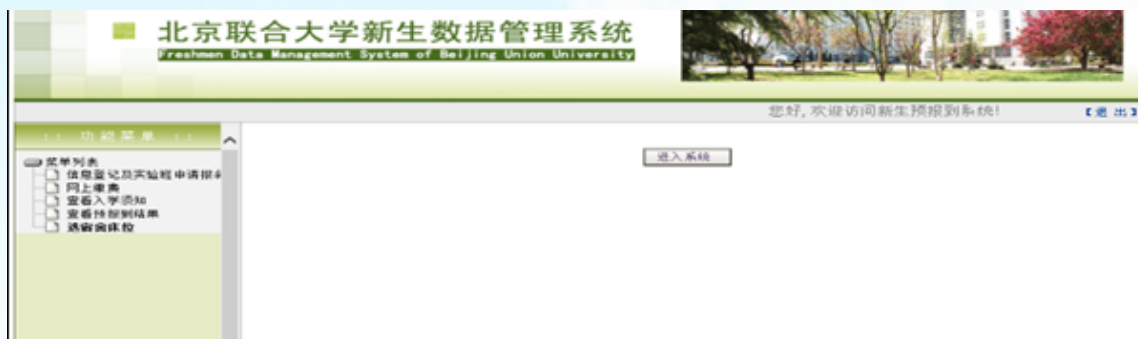 北京联合大学新生数据管理系统
Freshmen Data Management System of Beijing Union University
您好，欢迎访问新生预报到系统！
【退 出】
:: 功能菜单 ::
进入系统
菜单列表
信息登记及实验班申请报名
网上缴费
查看入学须知
查看预报到结果
选宿舍床位